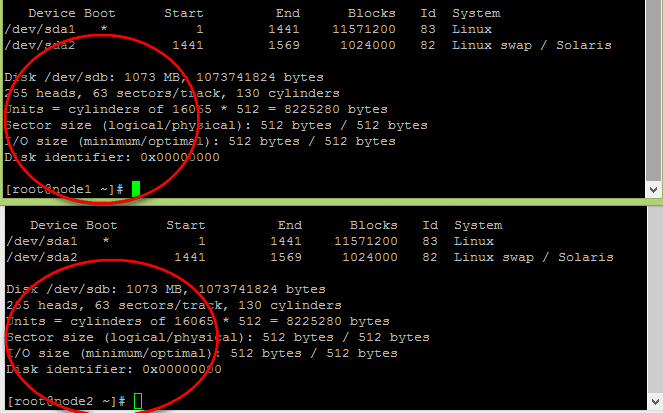 Device Boot Start End Blocks Id System
/dev/sda1 * 1 1441 11571200 83 Linux
/dev/sda2 1441 1569 1024000 82 Linux swap / Solaris
Disk /dev/sdb: 1073 MB, 1073741824 bytes
255 heads, 63 sectors/track, 130 cylinders
Units = cylinders of 16065 * 512 = 8225280 bytes
Sector size (logical/physical): 512 bytes / 512 bytes
I/O size (minimum/optimal): 512 bytes / 512 bytes
Disk identifier: 0x00000000
[root@node1 ~]#
Device Boot Start End Blocks Id System
/dev/sda1 * 1 1441 11571200 83 Linux
/dev/sda2 1441 1569 1024000 82 Linux swap / Solaris
Disk /dev/sdb: 1073 MB, 1073741824 bytes
255 heads, 63 sectors/track, 130 cylinders
Units = cylinders of 16065 * 512 = 8225280 bytes
Sector size (logical/physical): 512 bytes / 512 bytes
I/O size (minimum/optimal): 512 bytes / 512 bytes
Disk identifier: 0x00000000
[root@node2 ~]#